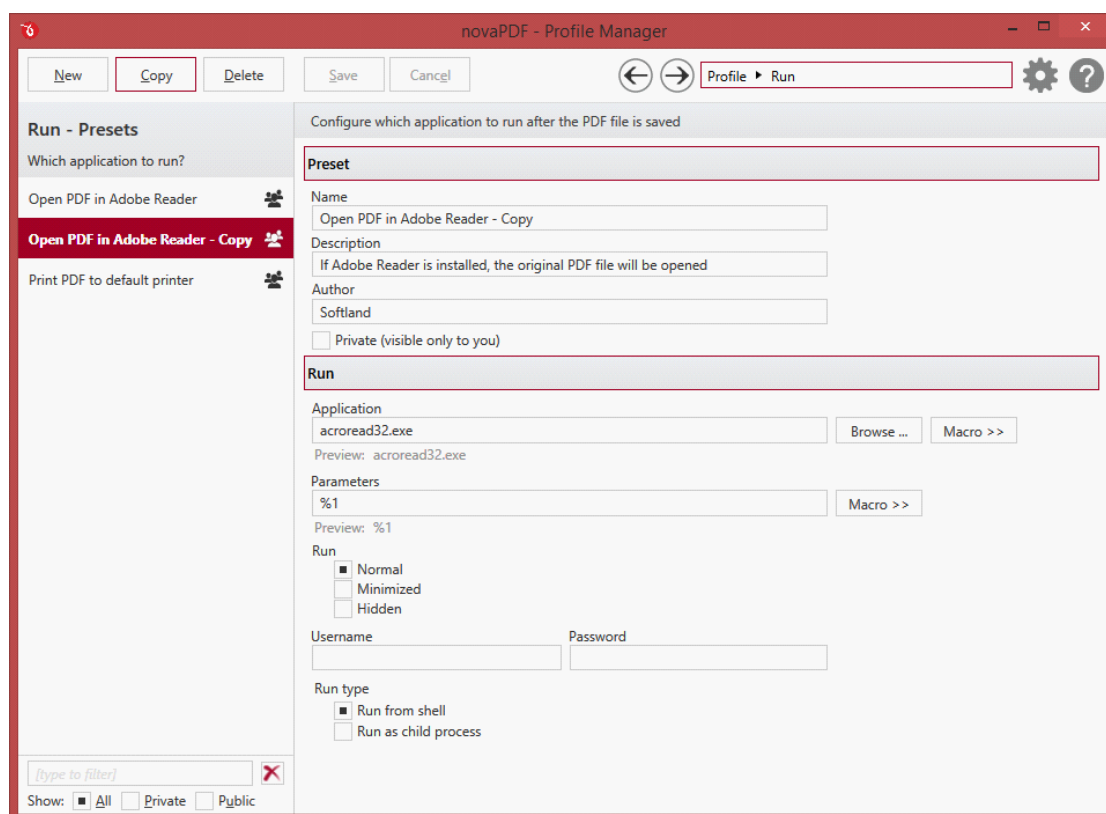 novaPDF - Profile Manager
New Copy Delete Save Cancel Profile ▸ Run
Run - Presets
Which application to run?
Open PDF in Adobe Reader
Open PDF in Adobe Reader - Copy
Print PDF to default printer
[type to filter]
Show: All Private Public
Configure which application to run after the PDF file is saved
Preset
Name
Open PDF in Adobe Reader - Copy
Description
If Adobe Reader is installed, the original PDF file will be opened
Author
Softland
Private (visible only to you)
Run
Application
acroread32.exe Browse ... Macro >>
Preview: acroread32.exe
Parameters
%1 Macro >>
Preview: %1
Run
Normal
Minimized
Hidden
Username Password
Run type
Run from shell
Run as child process